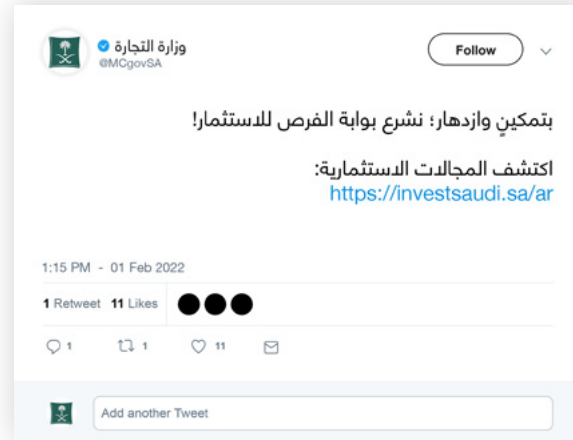 وزارة التجارة
@MCgovSA
Follow
بتمكينٍ وازدهار؛ نشرع بوابة الفرص للاستثمار!
اكتشف المجالات الاستثمارية:
https://investsaudi.sa/ar
1:15 PM - 01 Feb 2022
1 Retweet 11 Likes
1 1 11
Add another Tweet